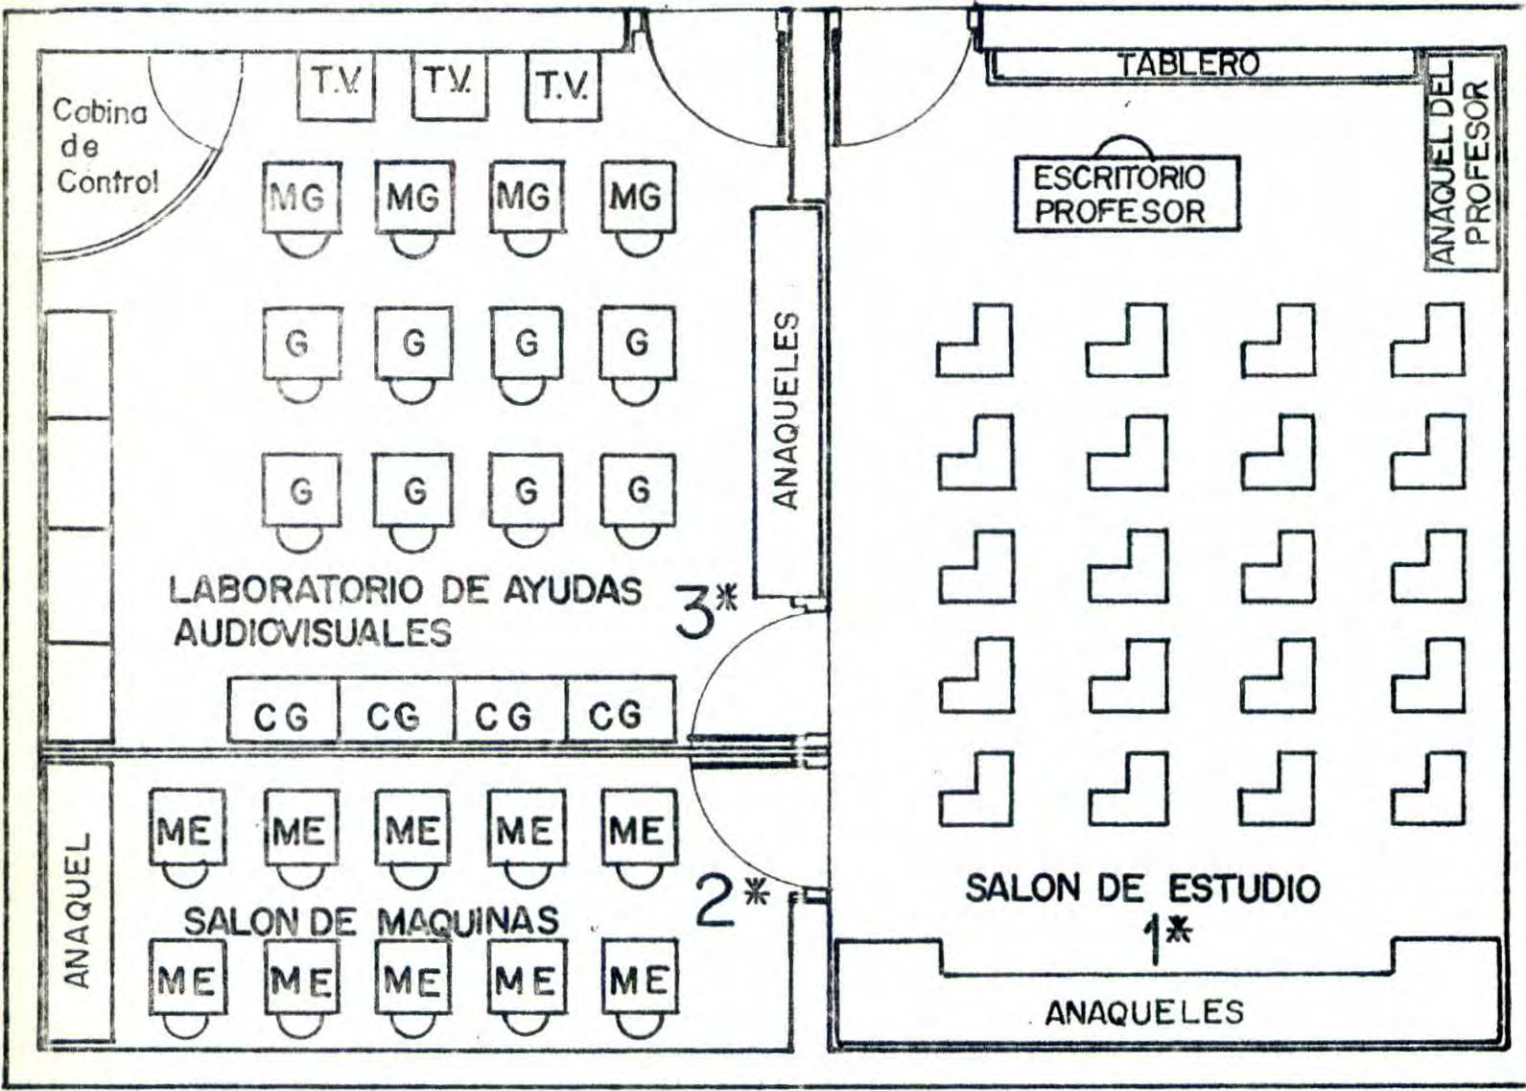 Cabina
de
Control
T.V.
T.V.
T.V.
MG
MG
MG
MG
G
G
G
G
G
G
G
G
LABORATORIO DE AYUDAS
AUDIOVISUALES
3*
CG
CG
CG
CG
ANAQUELES
ANAQUEL
ME
ME
ME
ME
ME
SALON DE MAQUINAS
2*
ME
ME
ME
ME
ME
TABLERO
ANAQUEL DEL
PROFESOR
ESCRITORIO
PROFESOR
SALON DE ESTUDIO
1*
ANAQUELES